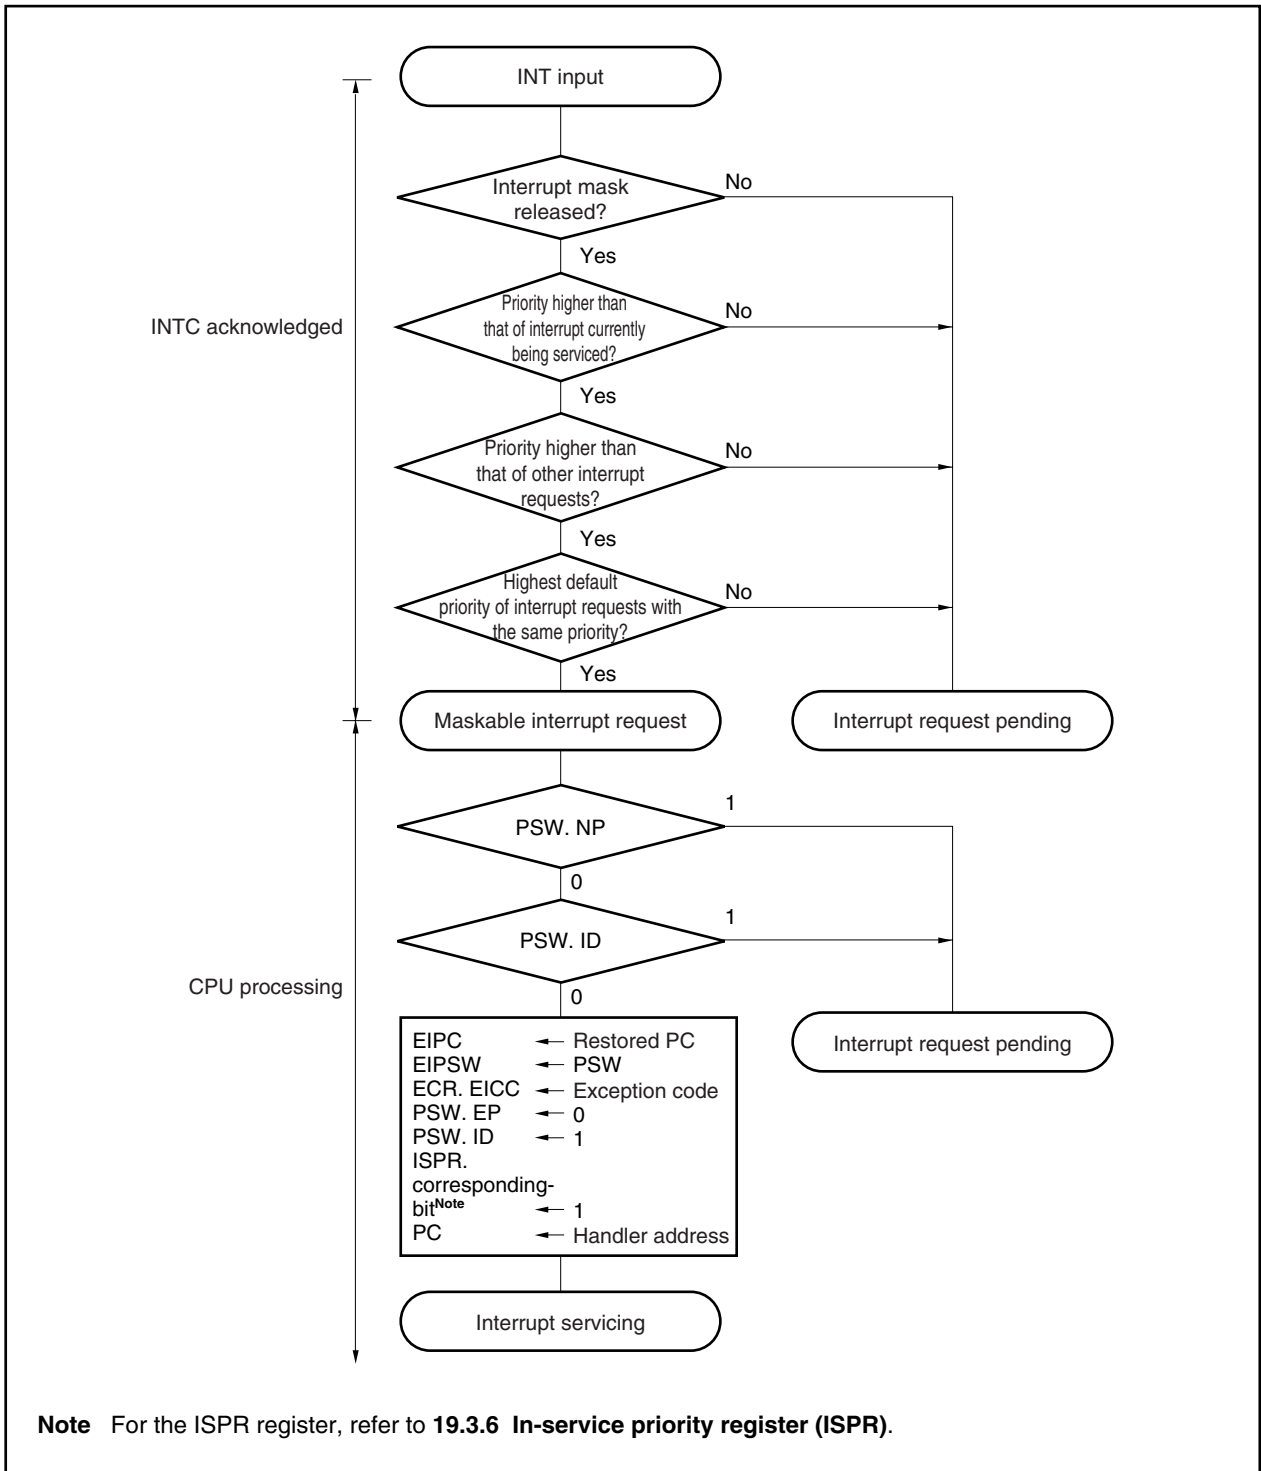 INT input
Interrupt mask
released?
No
Yes
Priority higher than
that of interrupt currently
being serviced?
No
INTC acknowledged
Yes
Priority higher than
that of other interrupt
requests?
No
Yes
Highest default
priority of interrupt requests with
the same priority?
No
Yes
Maskable interrupt request
Interrupt request pending
PSW. NP
1
0
PSW. ID
1
CPU processing
0
Interrupt request pending
EIPC ← Restored PC
EIPSW ← PSW
ECR. EICC ← Exception code
PSW. EP ← 0
PSW. ID ← 1
ISPR.
corresponding-
bitNote ← 1
PC ← Handler address
Interrupt servicing
Note For the ISPR register, refer to 19.3.6 In-service priority register (ISPR).